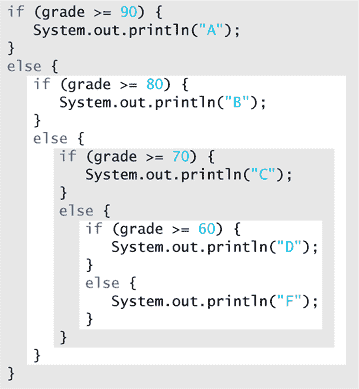 if (grade >= 90) {
   System.out.println("A");
}
else {
   if (grade >= 80) {
      System.out.println("B");
   }
   else {
      if (grade >= 70) {
         System.out.println("C");
      }
      else {
         if (grade >= 60) {
            System.out.println("D");
         }
         else {
            System.out.println("F");
         }
      }
   }
}